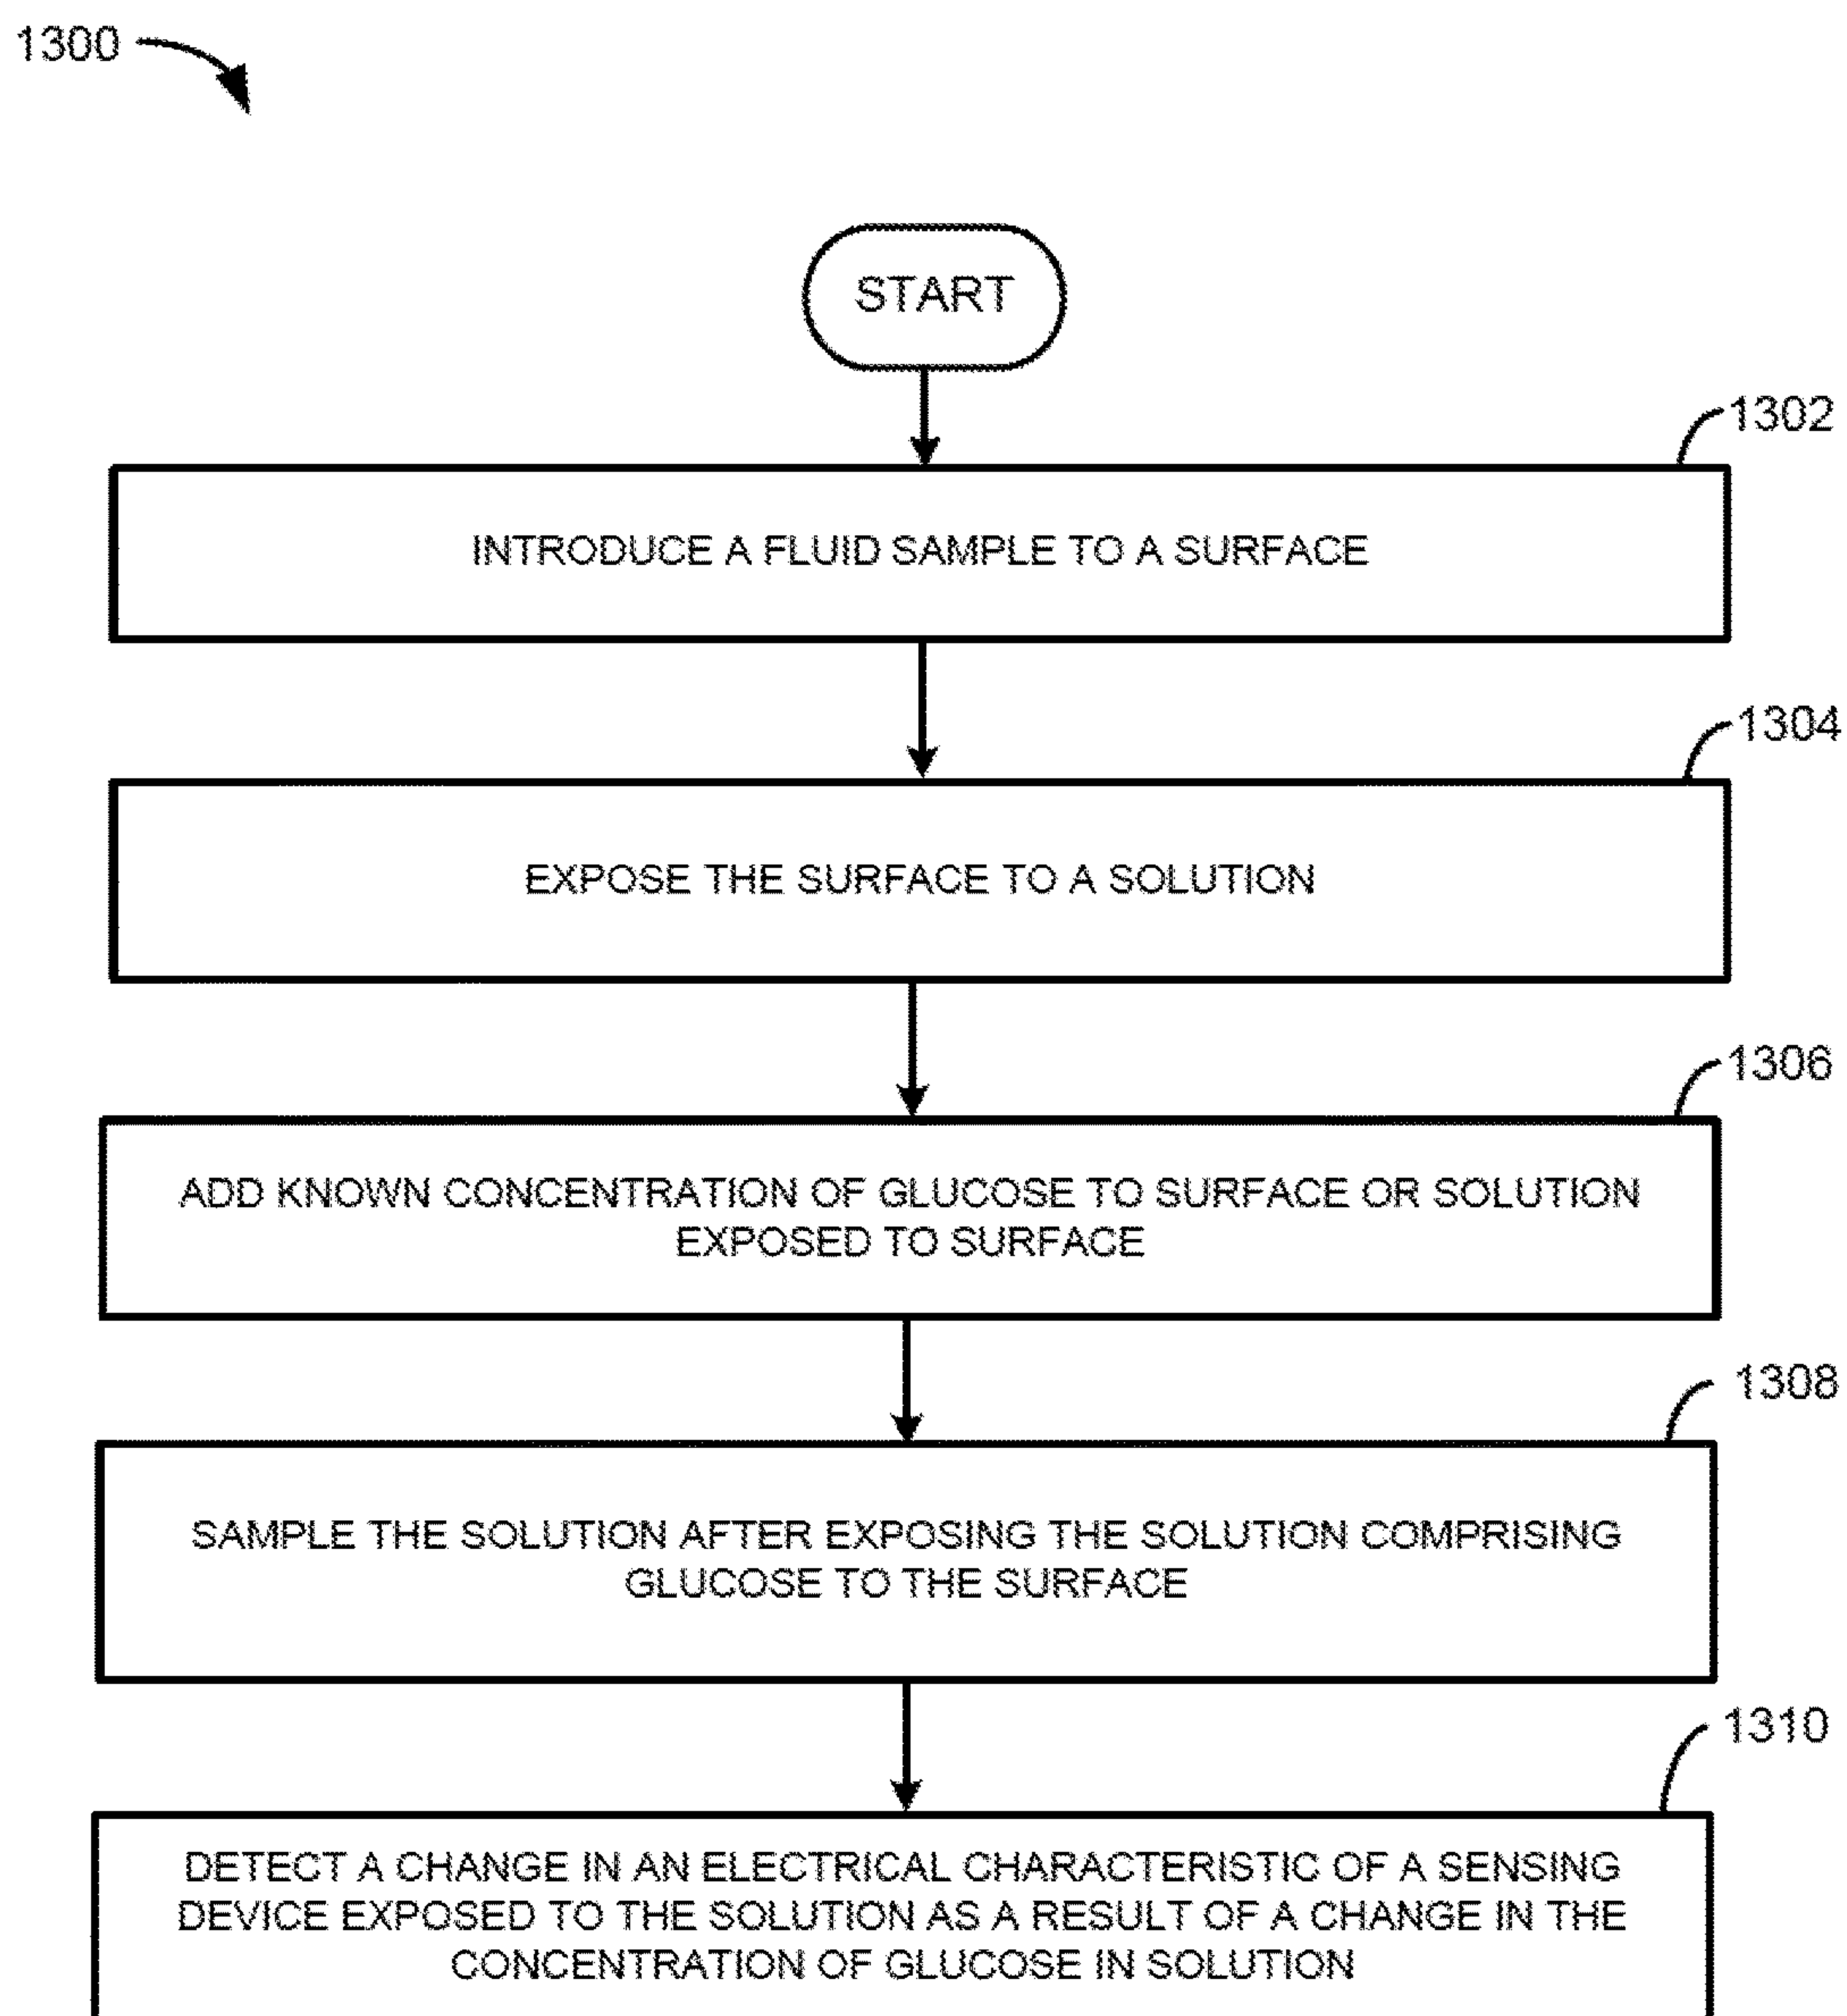 1300
START
1302
INTRODUCE A FLUID SAMPLE TO A SURFACE
1304
EXPOSE THE SURFACE TO A SOLUTION
1306
ADD KNOWN CONCENTRATION OF GLUCOSE TO SURFACE OR SOLUTION
EXPOSED TO SURFACE
1308
SAMPLE THE SOLUTION AFTER EXPOSING THE SOLUTION COMPRISING
GLUCOSE TO THE SURFACE
1310
DETECT A CHANGE IN AN ELECTRICAL CHARACTERISTIC OF A SENSING
DEVICE EXPOSED TO THE SOLUTION AS A RESULT OF A CHANGE IN THE
CONCENTRATION OF GLUCOSE IN SOLUTION